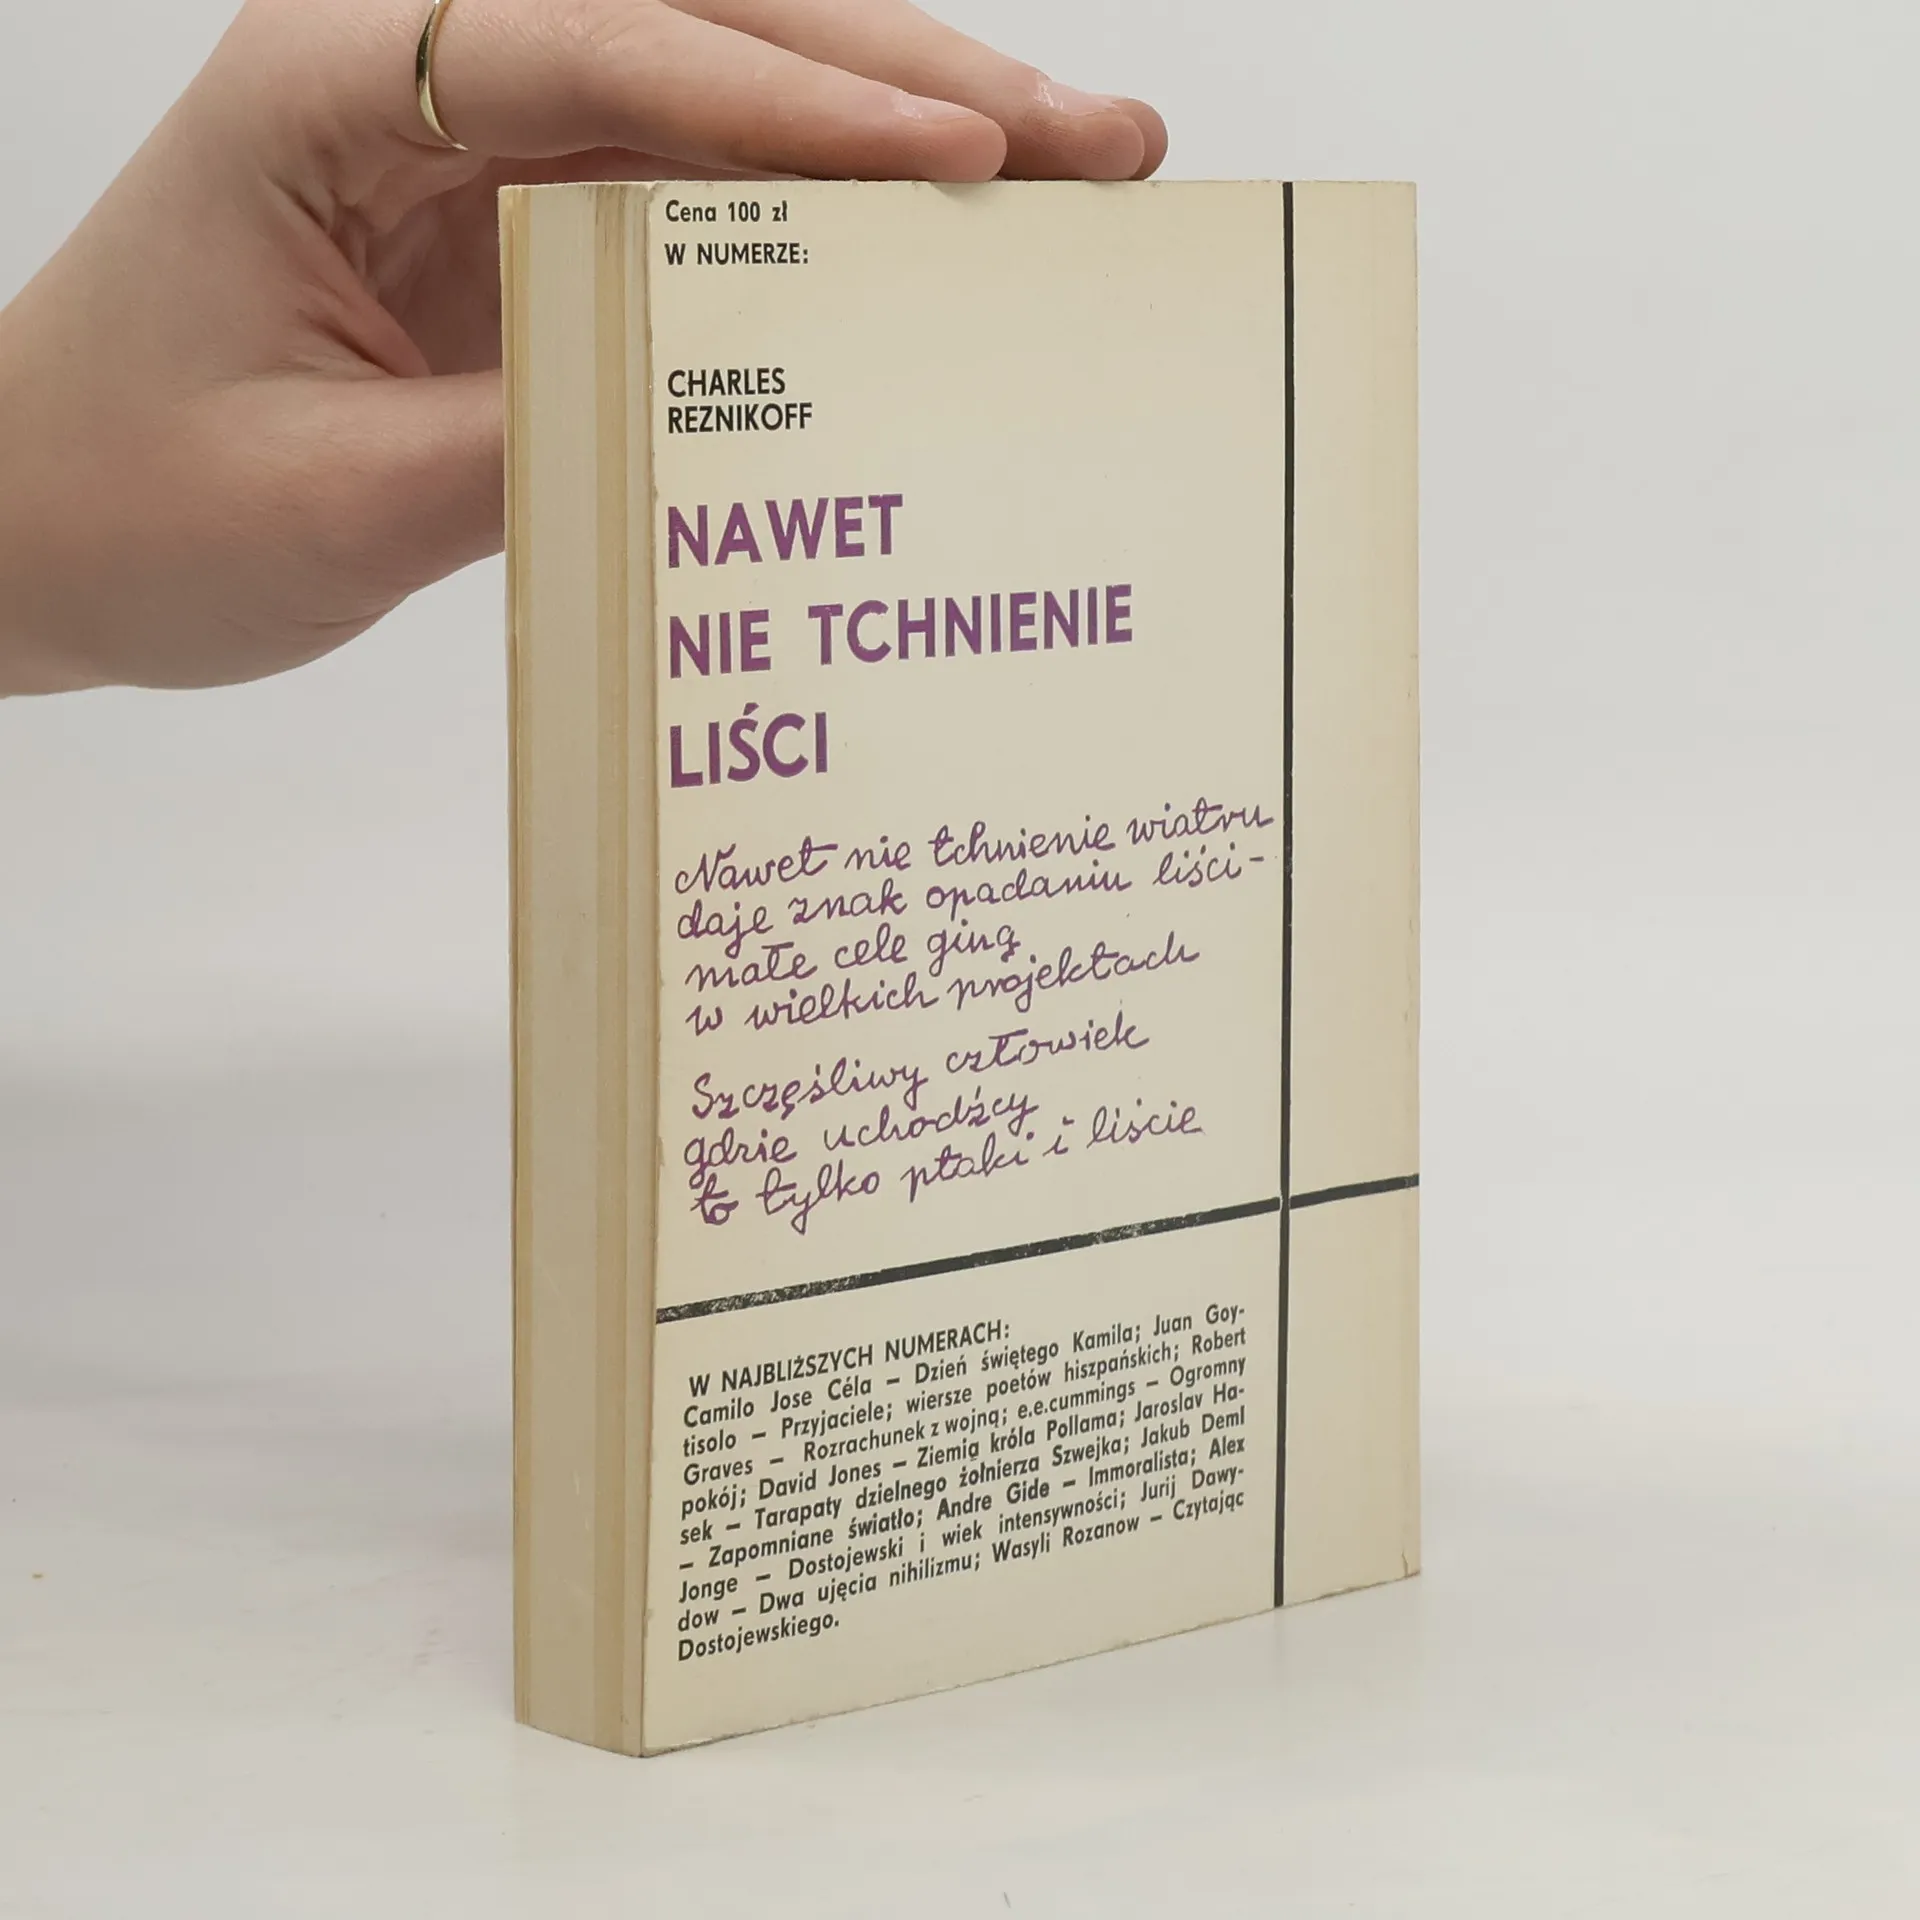 Cena 100 zł
W NUMERZE:
CHARLES
REZNIKOFF
NAWET
NIE TCHNIENIE
LIŚCI
Nawet nie tchnienie wiatru
daje znak opadaniu liści-
małe cele giną
w wielkich projektach
Szczęśliwy człowiek
gdzie uchodźcy
to tylko ptaki i liście
W NAJBLIŻSZYCH NUMERACH:
Camilo Jose Céla – Dzień świętego Kamila; Juan Goy-
tisolo – Przyjaciele; wiersze poetów hiszpańskich; Robert
Graves – Rozrachunek z wojną; e.e.cummings – Ogromny
pokój; David Jones – Ziemia króla Pollama; Jaroslav Ha-
sek – Tarapaty dzielnego żołnierza Szwejka; Jakub Deml
– Zapomniane światło; Andre Gide – Immoralista; Alex
Jonge – Dostojewski i wiek intensywności; Jurij Dawy-
dow – Dwa ujęcia nihilizmu; Wasyli Rozanow – Czytając
Dostojewskiego.